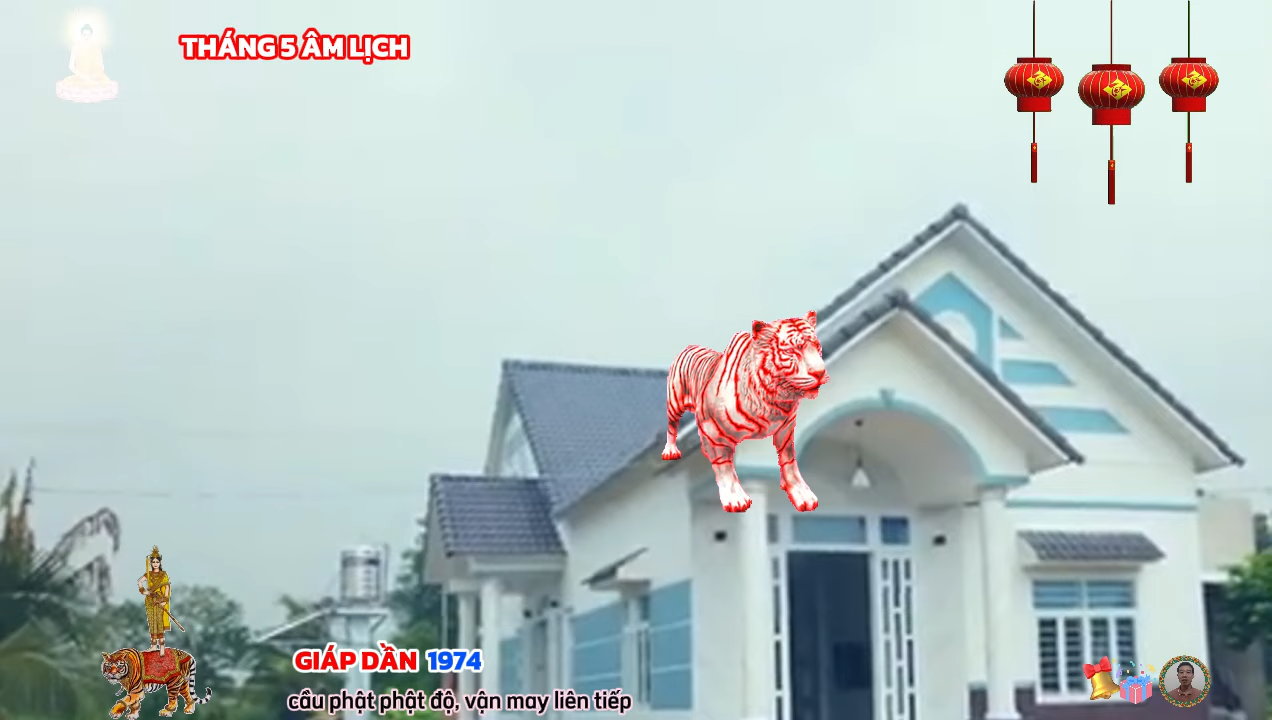 THÁNG 5 ÂM LỊCH
GIÁP DẦN 1974
cầu phật phật độ, vận may liên tiếp